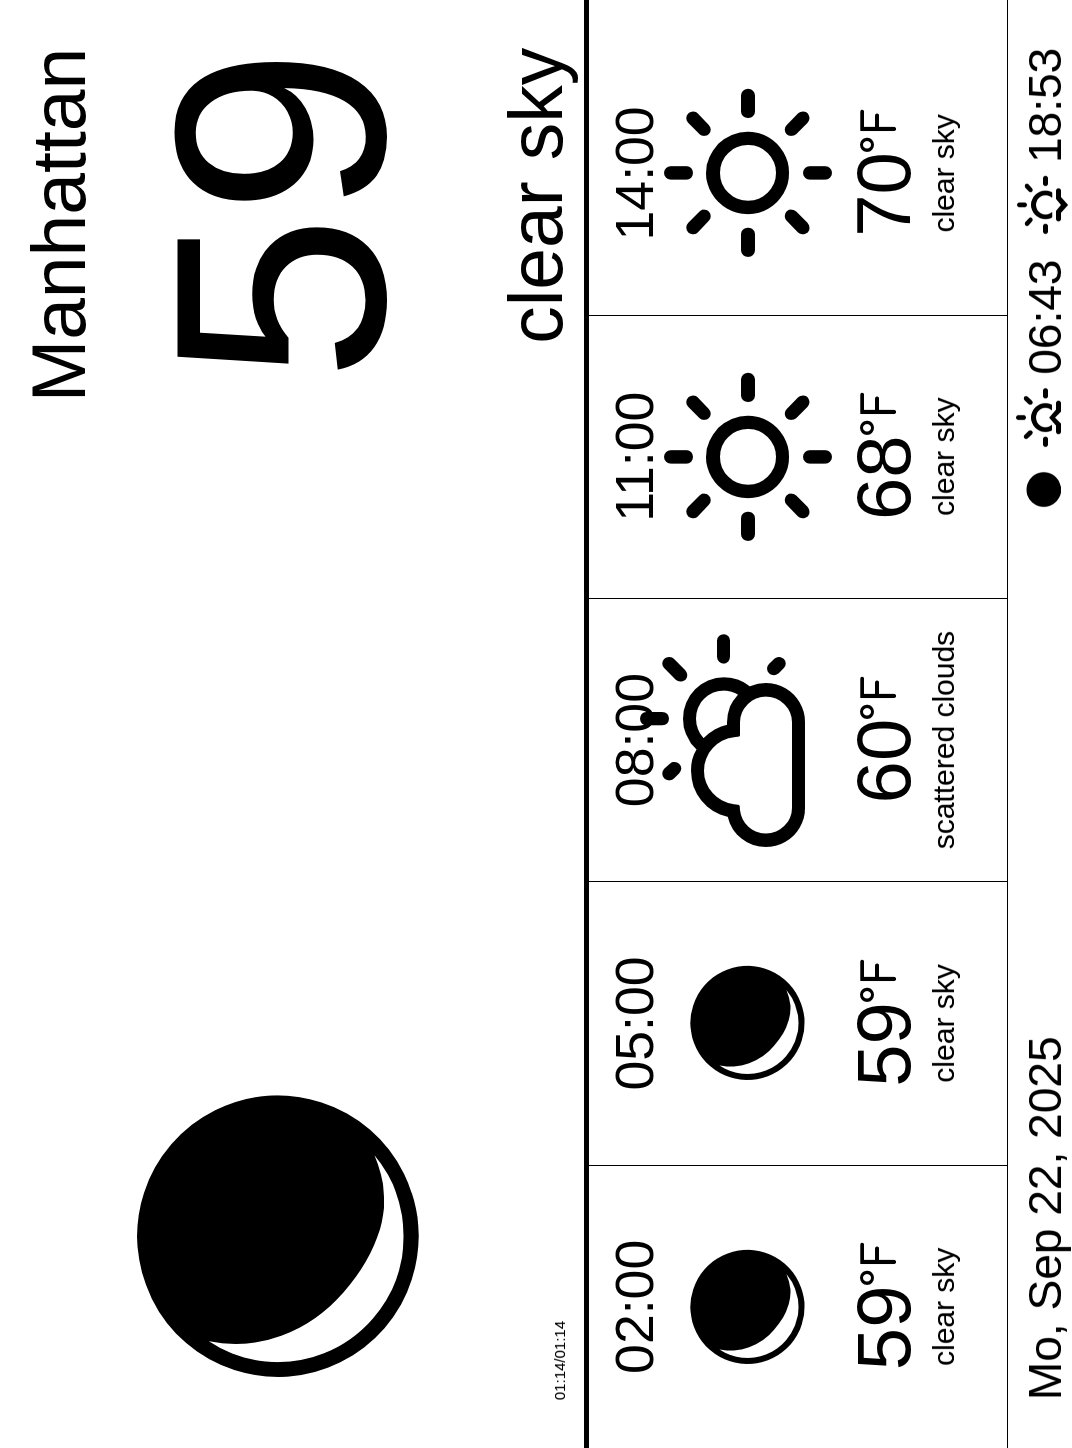 Manhattan
59
clear sky
01:14/01:14
02:00
59°F
clear sky
05:00
59°F
clear sky
08:00
60°F
scattered clouds
11:00
68°F
clear sky
14:00
70°F
clear sky
Mo, Sep 22, 2025
06:43
18:53